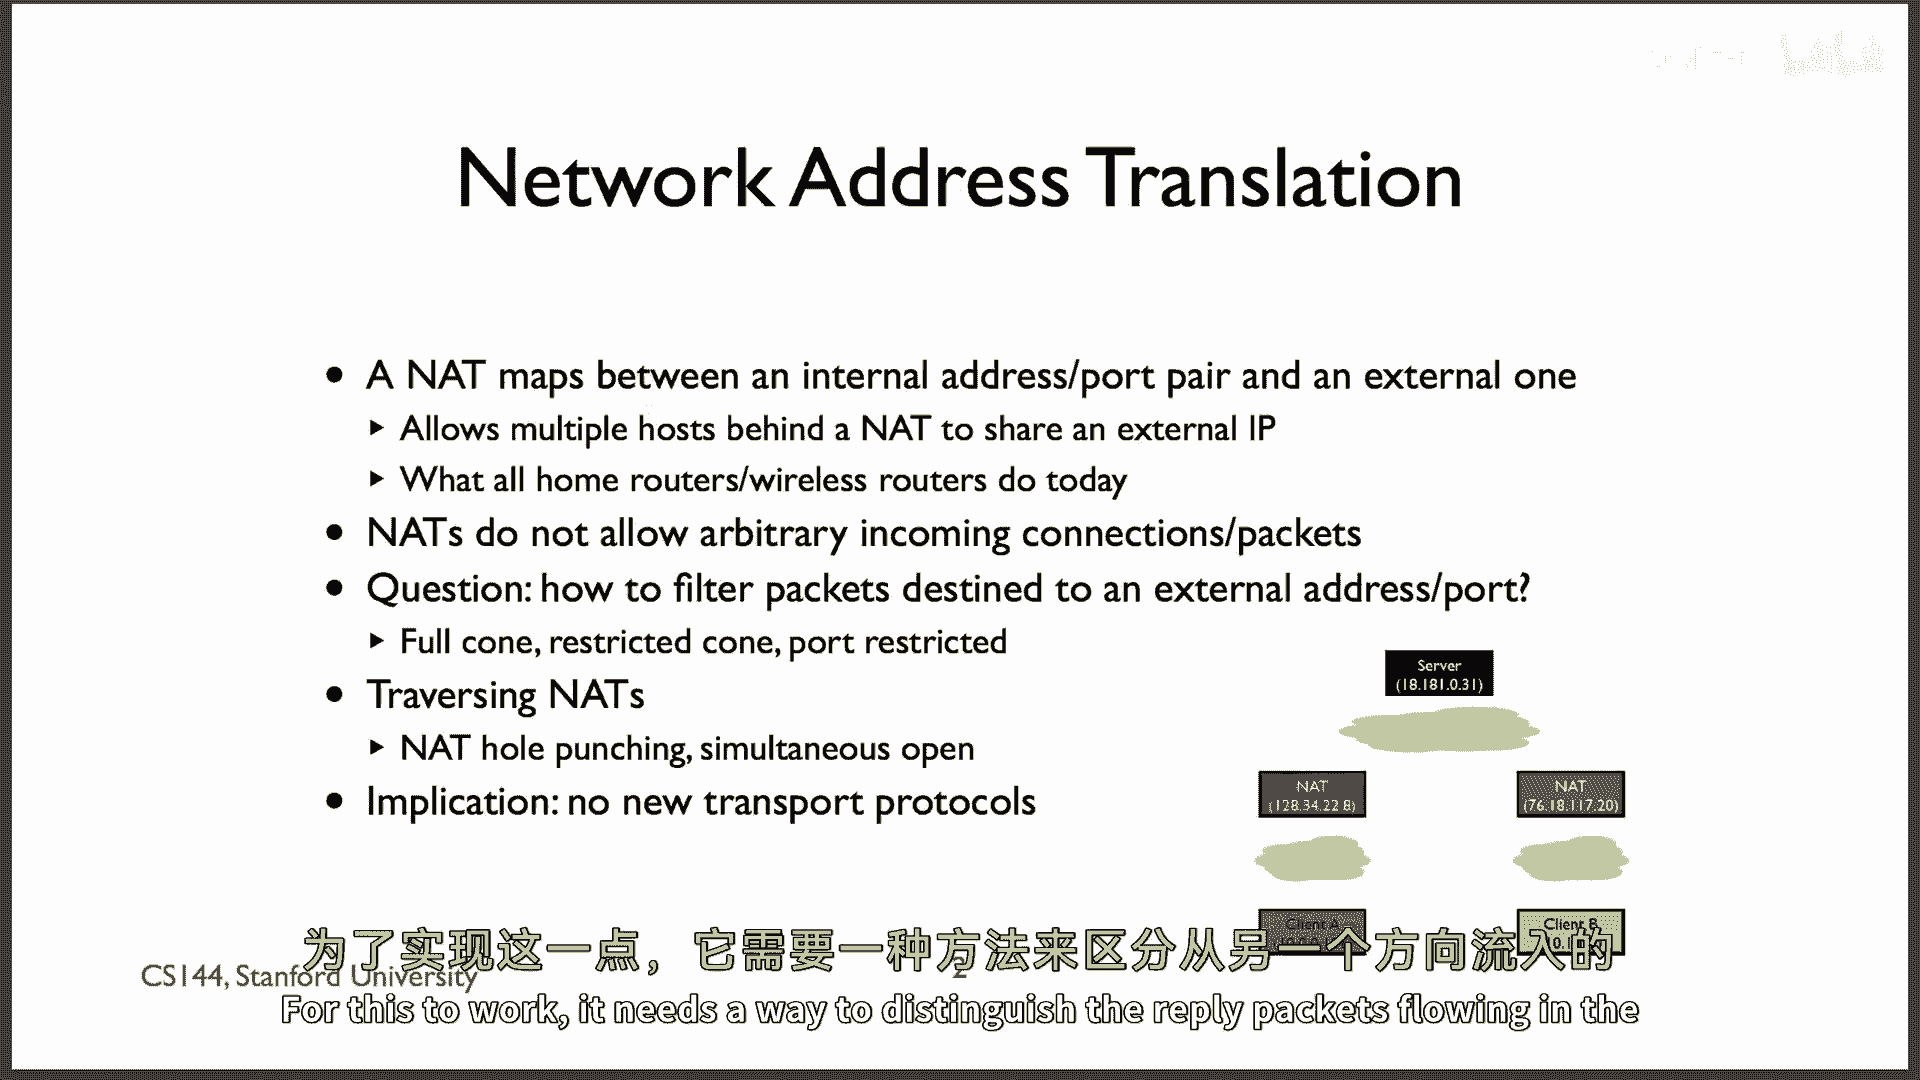 Network Address Translation
• A NAT maps between an internal address/port pair and an external one
▸ Allows multiple hosts behind a NAT to share an external IP
▸ What all home routers/wireless routers do today
• NATs do not allow arbitrary incoming connections/packets
• Question: how to filter packets destined to an external address/port?
▸ Full cone, restricted cone, port restricted
• Traversing NATs
▸ NAT hole punching, simultaneous open
• Implication: no new transport protocols
Server
(18.181.0.31)
NAT
(128.34.22.8)
NAT
(76.18.117.20)
Client A
Client B
为了实现这一点，它需要一种方法来区分从另一个方向流入的
CS144, Stanford University
2
For this to work, it needs a way to distinguish the reply packets flowing in the